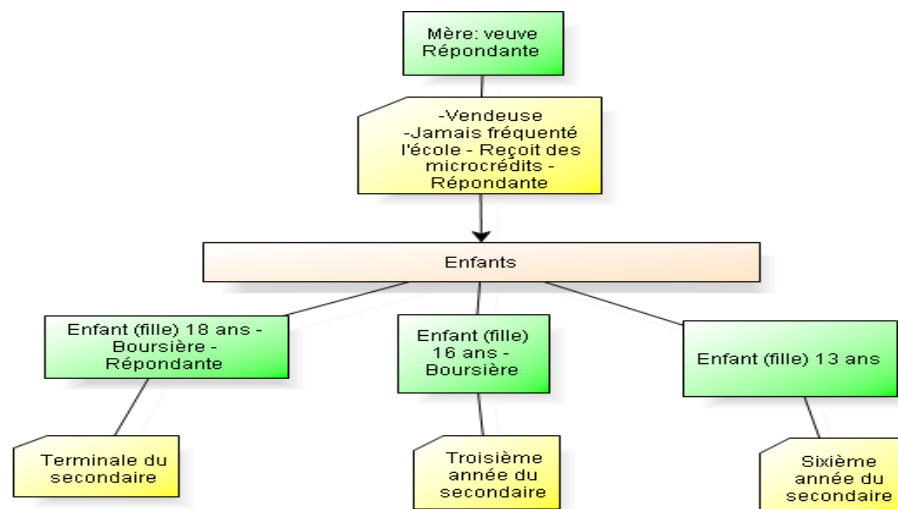 Mère: veuve
Répondante
-Vendeuse
-Jamais fréquenté
l'école - Reçoit des
microcrédits -
Répondante
Enfants
Enfant (fille) 18 ans -
Boursière -
Répondante
Enfant (fille)
16 ans -
Boursière
Enfant (fille) 13 ans
Terminale du
secondaire
Troisième
année du
secondaire
Sixième
année du
secondaire